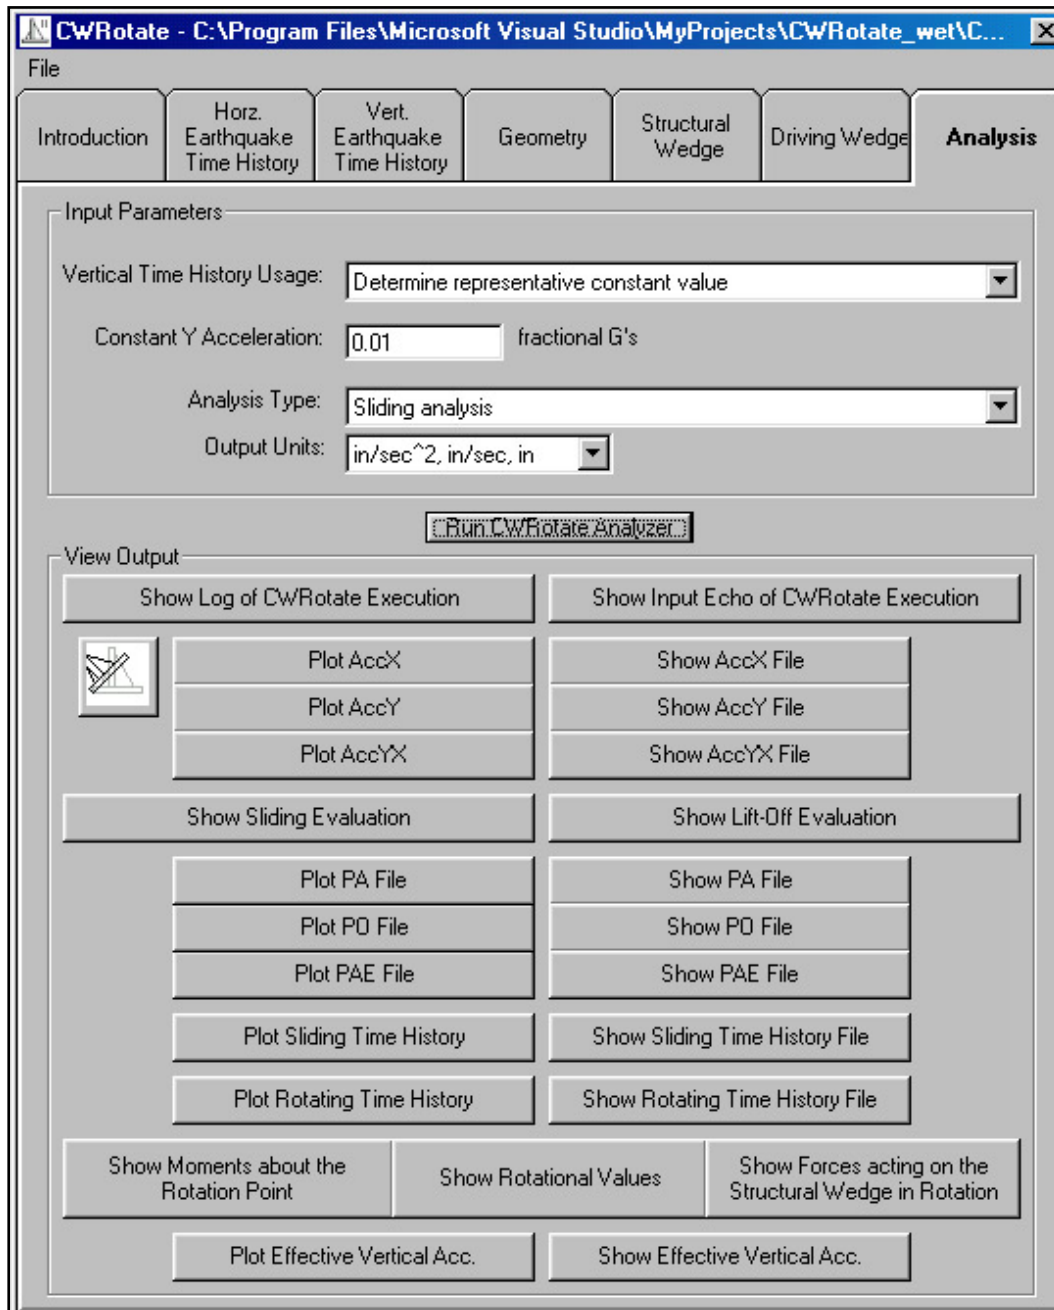 CWRotate - C:\Program Files\Microsoft Visual Studio\MyProjects\CWRotate_wet\C...
File
Introduction
Horz.
Earthquake
Time History
Vert.
Earthquake
Time History
Geometry
Structural
Wedge
Driving Wedge
Analysis
Input Parameters
Vertical Time History Usage: Determine representative constant value
Constant Y Acceleration: 0.01 fractional G's
Analysis Type: Sliding analysis
Output Units: in/sec^2, in/sec, in
Run CWRotate Analyzer
View Output
Show Log of CWRotate Execution Show Input Echo of CWRotate Execution
Plot AccX Show AccX File
Plot AccY Show AccY File
Plot AccYX Show AccYX File
Show Sliding Evaluation Show Lift-Off Evaluation
Plot PA File Show PA File
Plot PO File Show PO File
Plot PAE File Show PAE File
Plot Sliding Time History Show Sliding Time History File
Plot Rotating Time History Show Rotating Time History File
Show Moments about the
Rotation Point
Show Rotational Values
Show Forces acting on the
Structural Wedge in Rotation
Plot Effective Vertical Acc. Show Effective Vertical Acc.